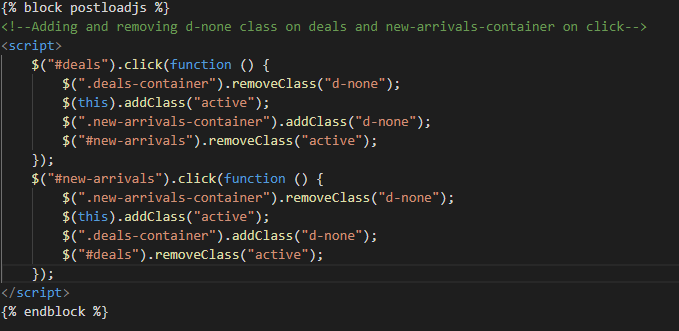 {% block postloadjs %}
<!--Adding and removing d-none class on deals and new-arrivals-container on click-->
<script>
    $("#deals").click(function () {
        $(".deals-container").removeClass("d-none");
        $(this).addClass("active");
        $(".new-arrivals-container").addClass("d-none");
        $("#new-arrivals").removeClass("active");
    });
    $("#new-arrivals").click(function () {
        $(".new-arrivals-container").removeClass("d-none");
        $(this).addClass("active");
        $(".deals-container").addClass("d-none");
        $("#deals").removeClass("active");
    });
</script>
{% endblock %}